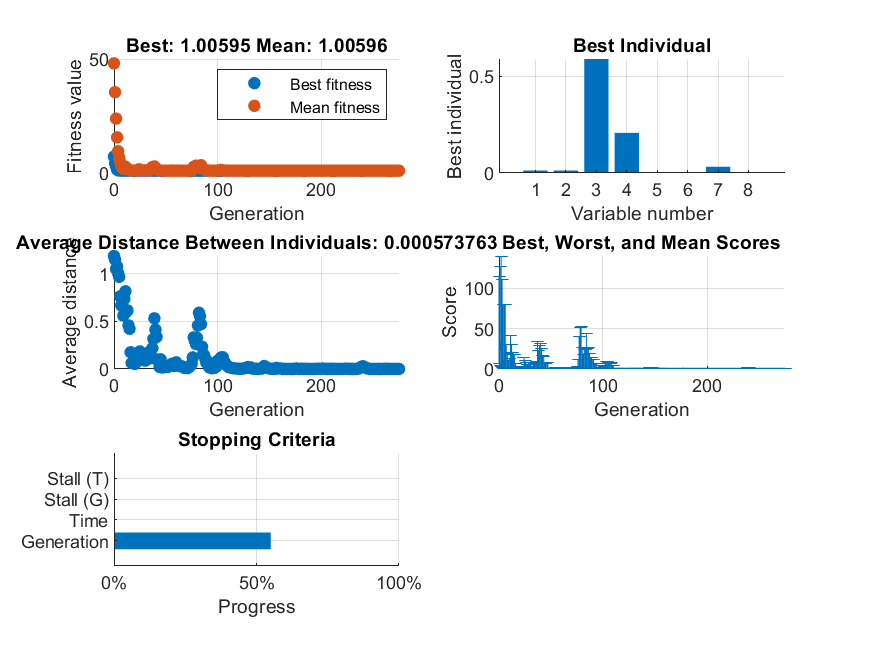 Best: 1.00595 Mean: 1.00596
Fitness value
50
0
Best fitness
Mean fitness
0 100 200
Generation
Best Individual
Best individual
0.5
0
1 2 3 4 5 6 7 8
Variable number
Average Distance Between Individuals: 0.000573763
Average distance
1
0.5
0
0 100 200
Generation
Best, Worst, and Mean Scores
Score
100
50
0
0 100 200
Generation
Stopping Criteria
Stall (T)
Stall (G)
Time
Generation
0% 50% 100%
Progress